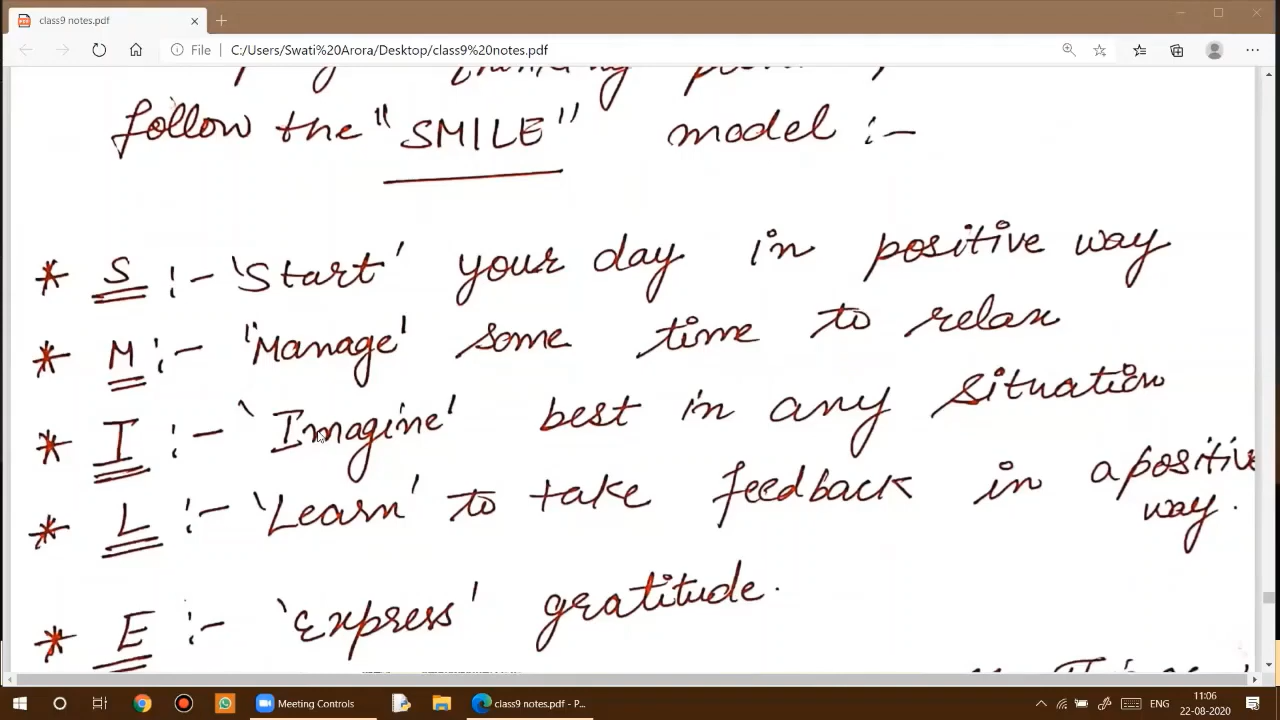 class9 notes.pdf
File
C:/Users/Swati%20Arora/Desktop/class9%20notes.pdf
follow the "SMILE" model :-
* S :- 'Start' your day in positive way
* M :- 'Manage' some time to relax
* I :- 'Imagine' best in any situation
* L :- 'Learn' to take feedback in a positive
way.
* E :- 'Express' gratitude.
Meeting Controls
class9 notes.pdf - P...
ENG
11:06
22-08-2020